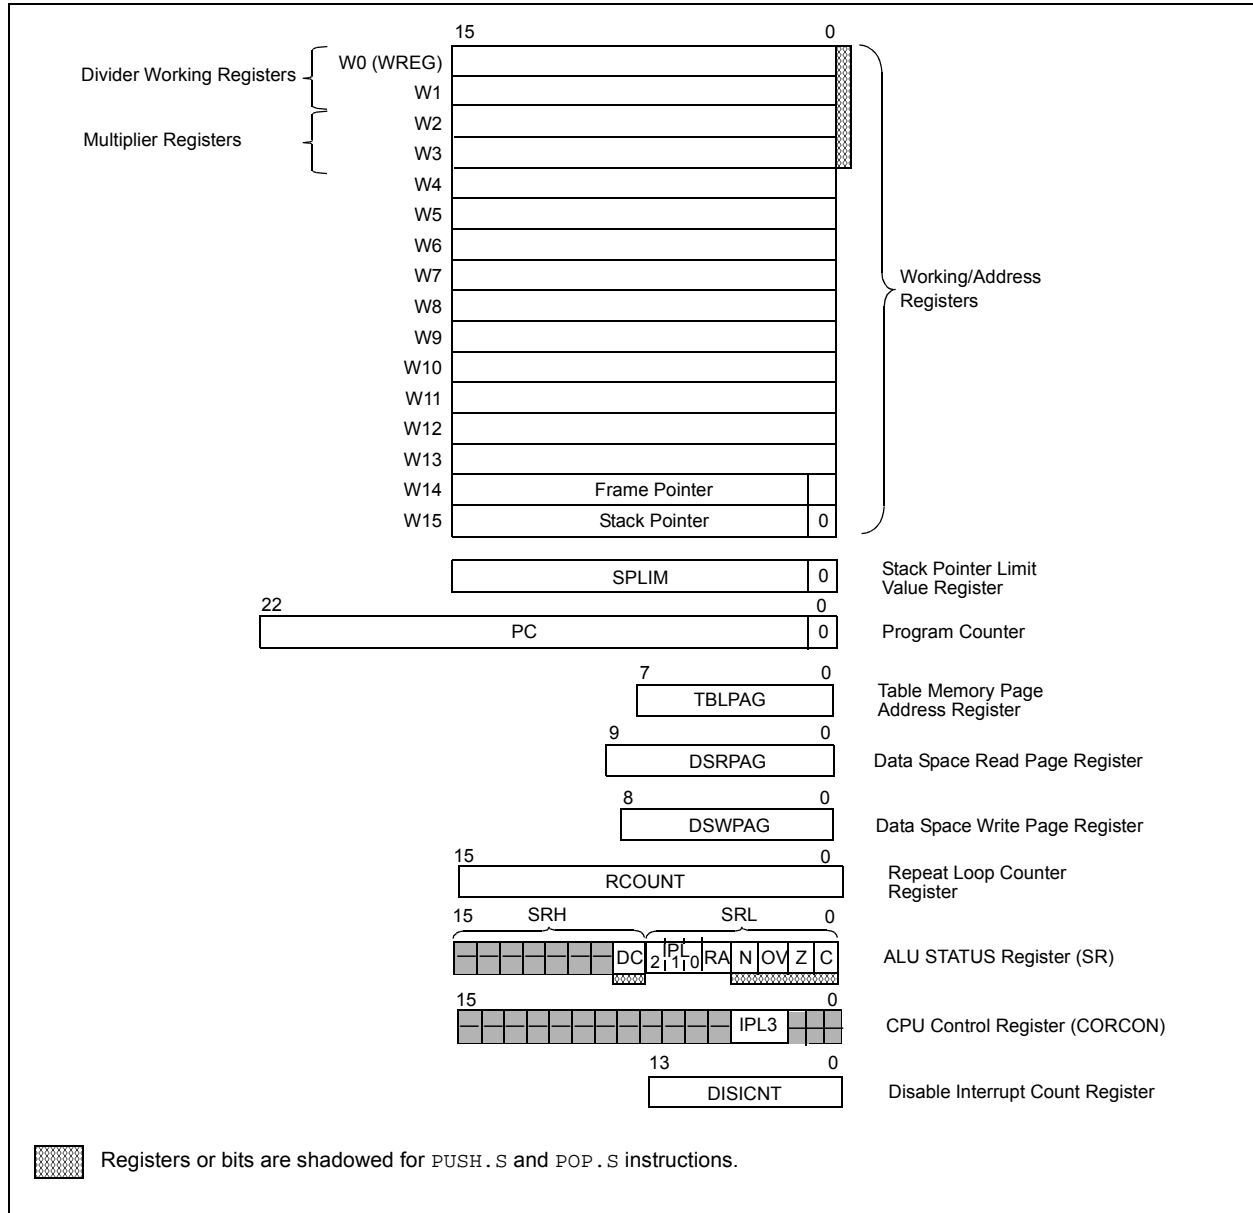 15 0
Divider Working Registers
W0 (WREG)
W1
Multiplier Registers
W2
W3
W4
W5
W6
W7
W8
W9
W10
W11
W12
W13
W14 Frame Pointer
W15 Stack Pointer 0
Working/Address
Registers
SPLIM 0
Stack Pointer Limit
Value Register
22 0
PC 0 Program Counter
7 0
TBLPAG
Table Memory Page
Address Register
9 0
DSRPAG Data Space Read Page Register
8 0
DSWPAG Data Space Write Page Register
15 0
RCOUNT
Repeat Loop Counter
Register
15 SRH SRL 0
— — — — — — — DC IPL 2 1 0 RA N OV Z C ALU STATUS Register (SR)
15 0
— — — — — — — — — — — — IPL3 — — — CPU Control Register (CORCON)
13 0
DISICNT Disable Interrupt Count Register
Registers or bits are shadowed for PUSH.S and POP.S instructions.